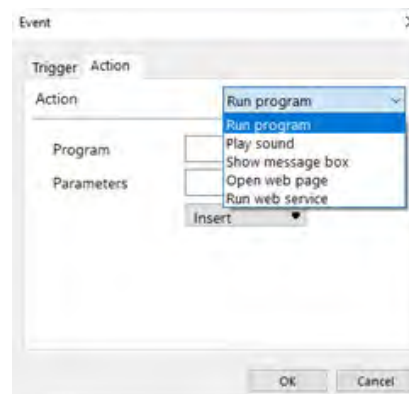 Event
Trigger Action
Action Run program
Run program
Program Play sound
Show message box
Parameters Open web page
Run web service
Insert
OK Cancel